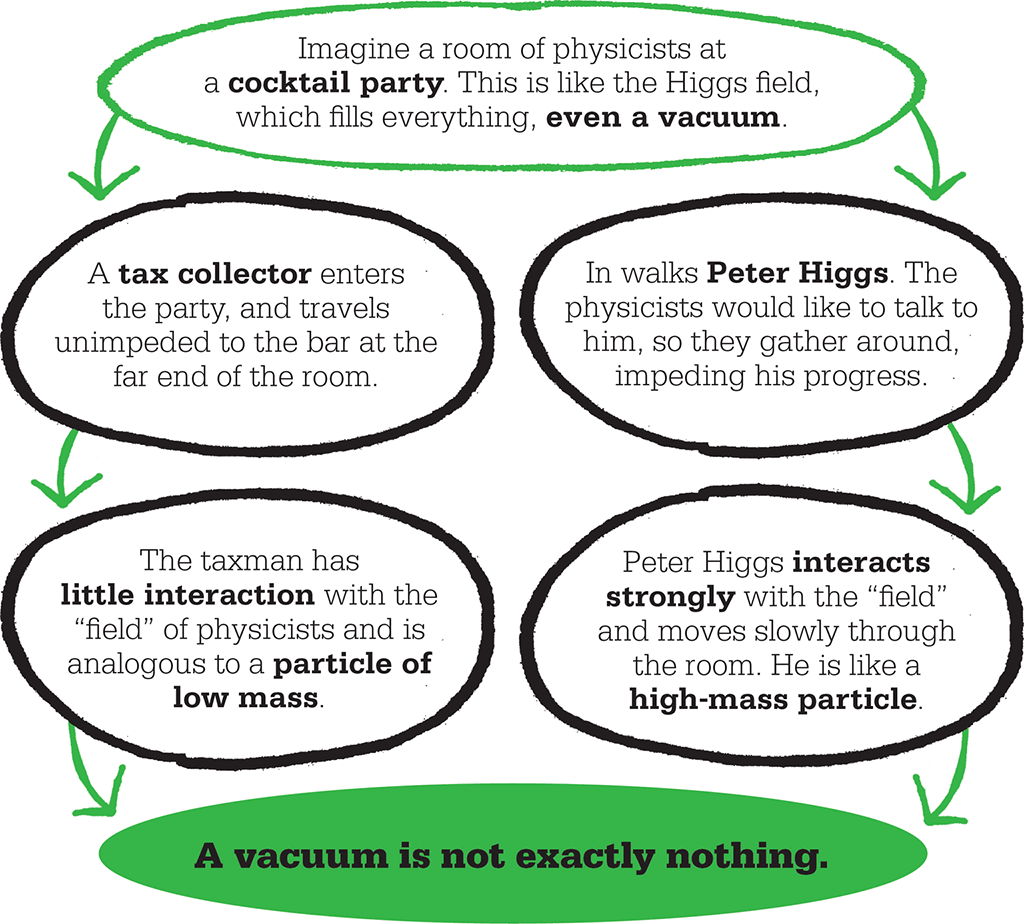 Imagine a room of physicists at
a cocktail party. This is like the Higgs field,
which fills everything, even a vacuum.
A tax collector enters
the party, and travels
unimpeded to the bar at the
far end of the room.
In walks Peter Higgs. The
physicists would like to talk to
him, so they gather around,
impeding his progress.
The taxman has
little interaction with the
“field” of physicists and is
analogous to a particle of
low mass.
Peter Higgs interacts
strongly with the “field”
and moves slowly through
the room. He is like a
high-mass particle.
A vacuum is not exactly nothing.